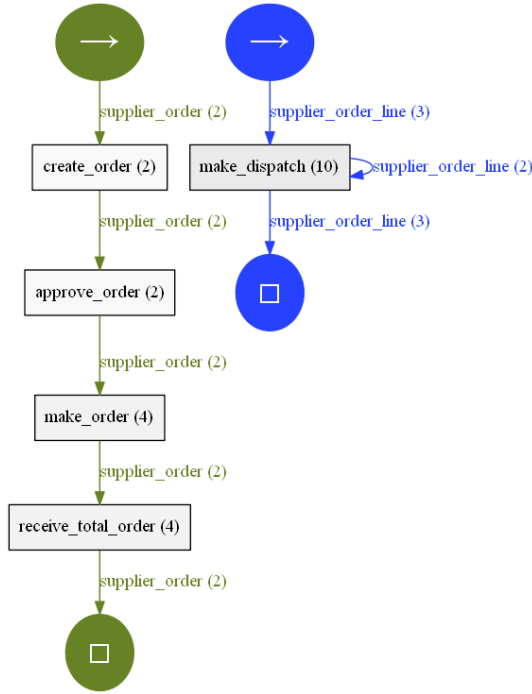 supplier_order (2)
supplier_order_line (3)
create_order (2)
make_dispatch (10)
supplier_order_line (2)
supplier_order (2)
supplier_order_line (3)
approve_order (2)
supplier_order (2)
make_order (4)
supplier_order (2)
receive_total_order (4)
supplier_order (2)